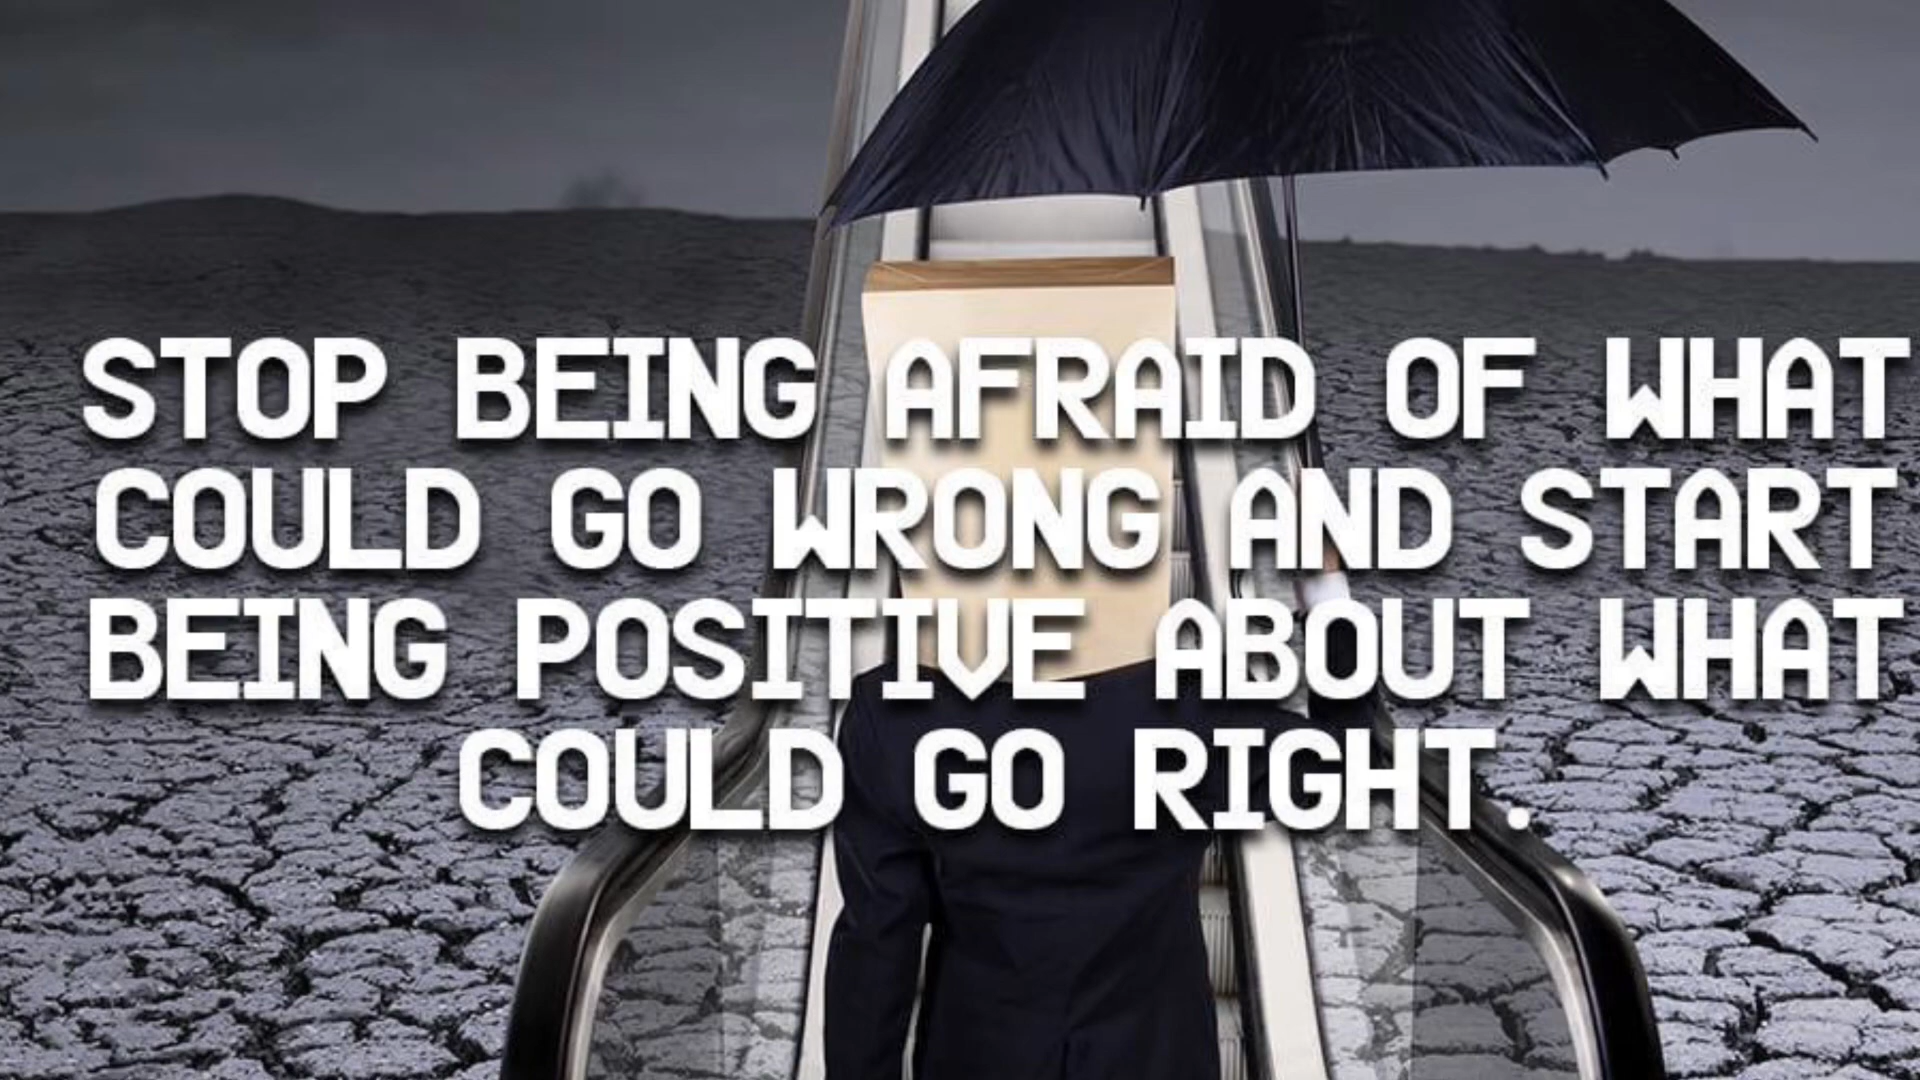 STOP BEING AFRAID OF WHAT
COULD GO WRONG AND START
BEING POSITIVE ABOUT WHAT
COULD GO RIGHT.